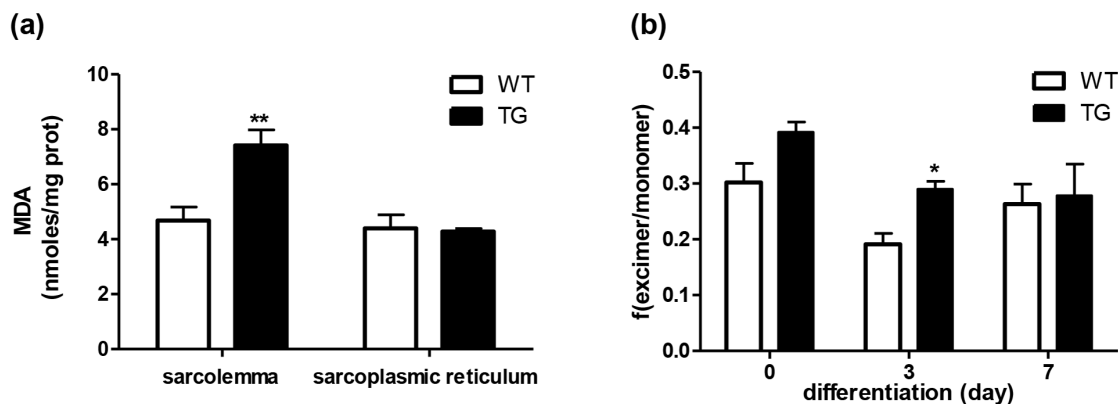 (a)
MDA
(nmoles/mg prot)
10
8
6
4
2
0
WT
TG
**
sarcolemma
sarcoplasmic reticulum
(b)
f(excimer/monomer)
0.5
0.4
0.3
0.2
0.1
0.0
WT
TG
*
0
3
7
differentiation (day)